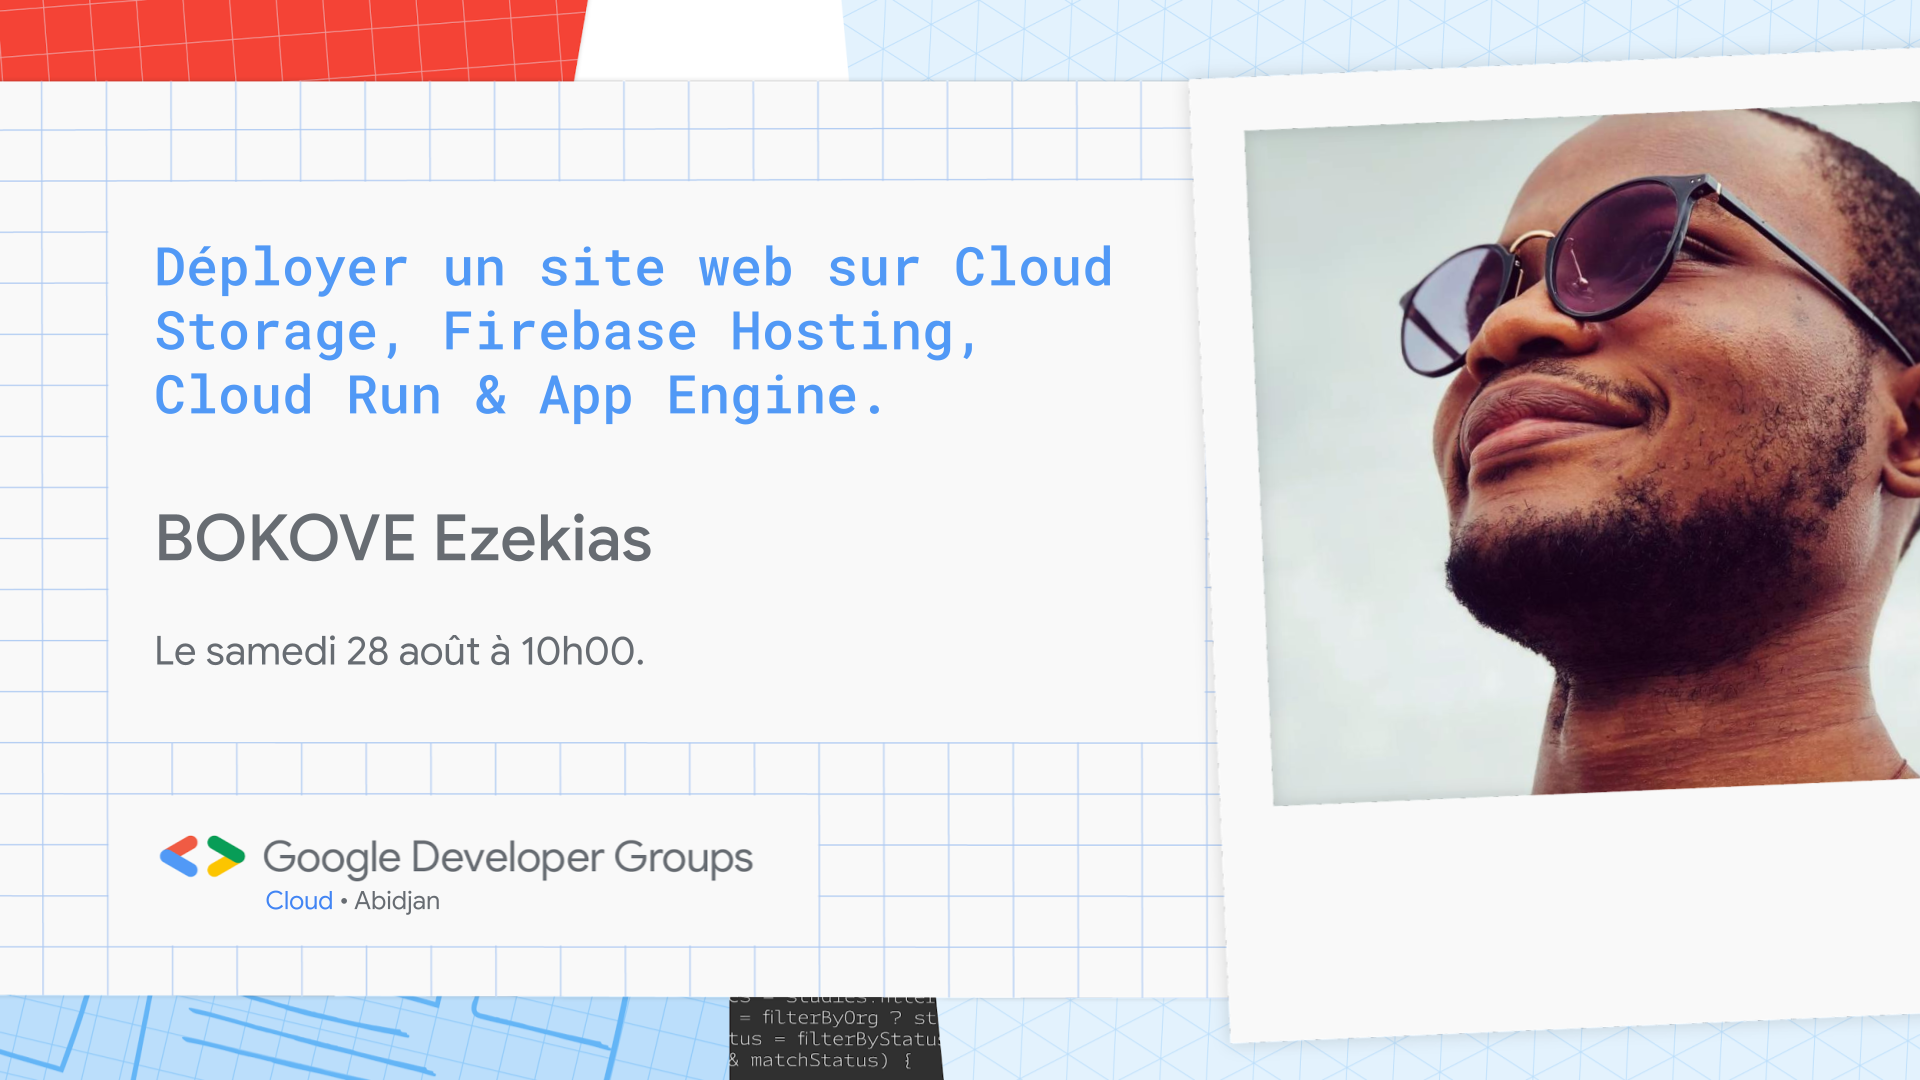 Déployer un site web sur Cloud
Storage, Firebase Hosting,
Cloud Run & App Engine.
BOKOVE Ezekias
Le samedi 28 août à 10h00.
Google Developer Groups
Cloud • Abidjan
= filterByOrg ? st
tus = filterByStatus
& matchStatus) {